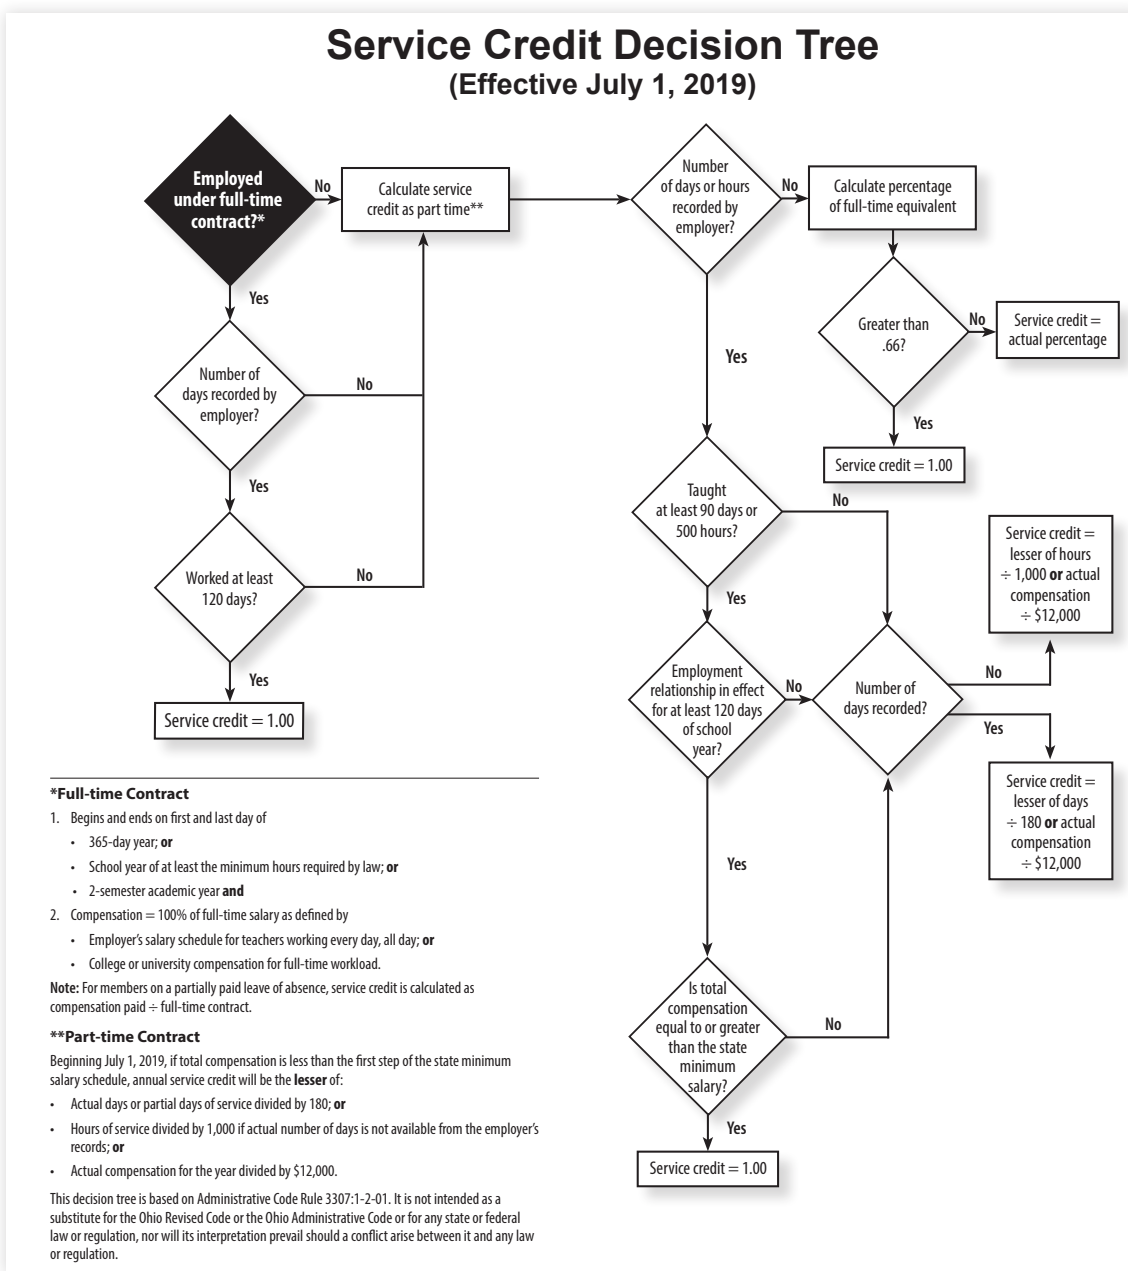 Service Credit Decision Tree
(Effective July 1, 2019)
Employed
under full-time
contract?*
No
Calculate service
credit as part time**
Number
of days or hours
recorded by
employer?
No
Calculate percentage
of full-time equivalent
Yes
Greater than
.66?
No
Service credit =
actual percentage
Number of
days recorded by
employer?
No
Yes
Yes
Service credit = 1.00
Yes
Taught
at least 90 days or
500 hours?
No
Service credit =
lesser of hours
÷ 1,000 or actual
compensation
÷ $12,000
Worked at least
120 days?
No
Yes
Employment
relationship in effect
for at least 120 days
of school
year?
No
Number of
days recorded?
No
Yes
Yes
Service credit = 1.00
Service credit =
lesser of days
÷ 180 or actual
compensation
÷ $12,000
Yes
Is total
compensation
equal to or greater
than the state
minimum
salary?
No
Yes
Service credit = 1.00
*Full-time Contract
1. Begins and ends on first and last day of
• 365-day year; or
• School year of at least the minimum hours required by law; or
• 2-semester academic year and
2. Compensation = 100% of full-time salary as defined by
• Employer's salary schedule for teachers working every day, all day; or
• College or university compensation for full-time workload.
Note: For members on a partially paid leave of absence, service credit is calculated as
compensation paid ÷ full-time contract.
**Part-time Contract
Beginning July 1, 2019, if total compensation is less than the first step of the state minimum
salary schedule, annual service credit will be the lesser of:
• Actual days or partial days of service divided by 180; or
• Hours of service divided by 1,000 if actual number of days is not available from the employer's
records; or
• Actual compensation for the year divided by $12,000.
This decision tree is based on Administrative Code Rule 3307:1-2-01. It is not intended as a
substitute for the Ohio Revised Code or the Ohio Administrative Code or for any state or federal
law or regulation, nor will its interpretation prevail should a conflict arise between it and any law
or regulation.